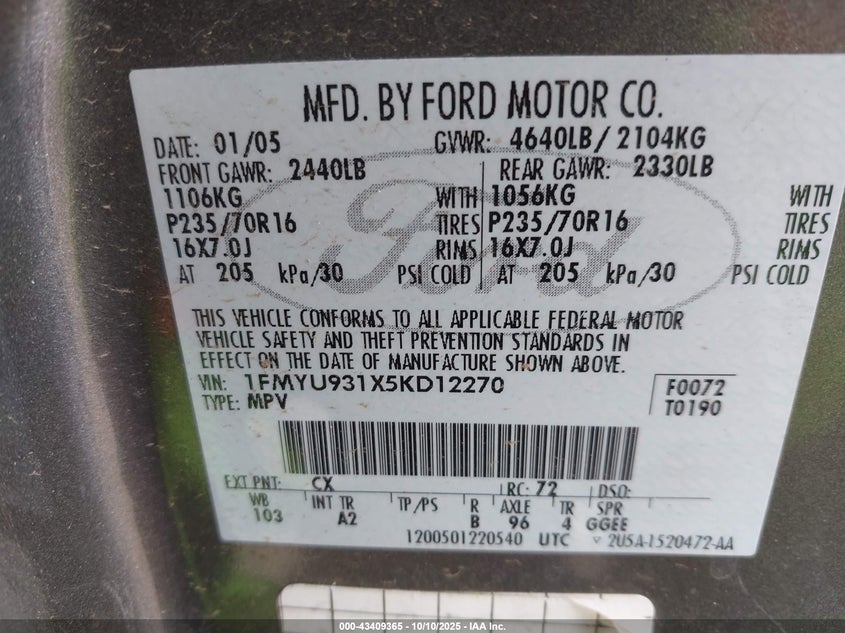 MFD. BY FORD MOTOR CO.
DATE: 01/05 GVWR: 4640LB/ 2104KG
FRONT GAWR: 2440LB REAR GAWR: 2330LB
1106KG WITH 1056KG WITH
P235/70R16 TIRES P235/70R16 TIRES
16X7.0J RIMS 16X7.0J RIMS
AT 205 kPa/30 PSI COLD AT 205 kPa/30 PSI COLD
Ford
THIS VEHICLE CONFORMS TO ALL APPLICABLE FEDERAL MOTOR
VEHICLE SAFETY AND THEFT PREVENTION STANDARDS IN
EFFECT ON THE DATE OF MANUFACTURE SHOWN ABOVE.
VIN: 1FMYU931X5KD12270 F0072
TYPE: MPV T0190
EXT PNT: CX RC: 72 DSO:
WB INT TR TP/PS R AXLE TR SPR
103 A2 B 96 4 GGEE
1200501220540 UTC 2U5A-1520472-AA
000-43409365 - 10/10/2025 - IAA Inc.